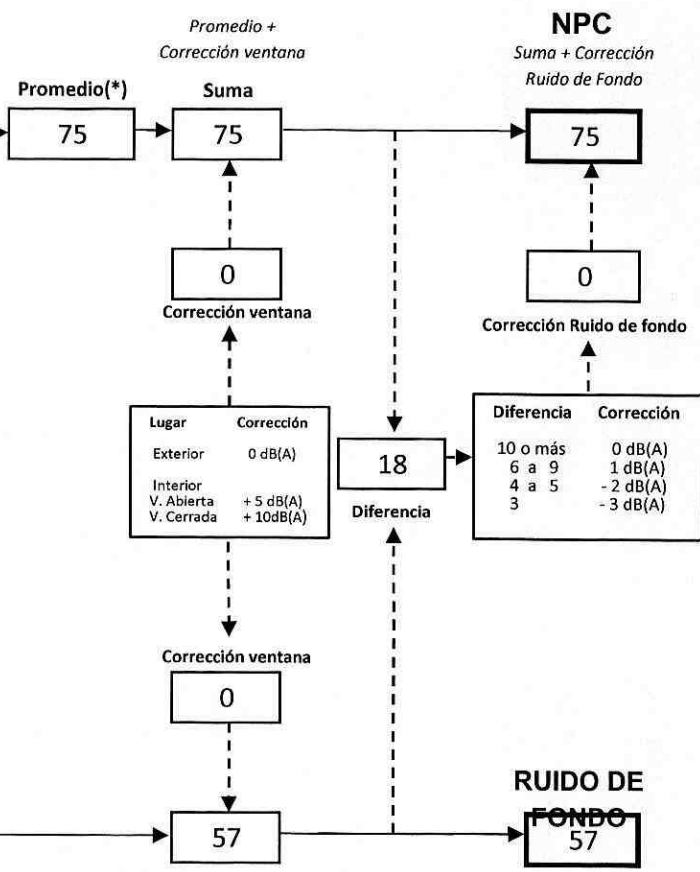 Promedio +
Corrección ventana
NPC
Suma + Corrección
Ruido de Fondo
Promedio(*)
Suma
75
75
75
0
Corrección ventana
0
Corrección Ruido de fondo
Lugar Corrección
Exterior 0 dB(A)
Interior
V. Abierta + 5 dB(A)
V. Cerrada + 10dB(A)
18
Diferencia
Diferencia Corrección
10 o más 0 dB(A)
6 a 9 1 dB(A)
4 a 5 - 2 dB(A)
3 - 3 dB(A)
Corrección ventana
0
57
RUIDO DE
FONDO
57